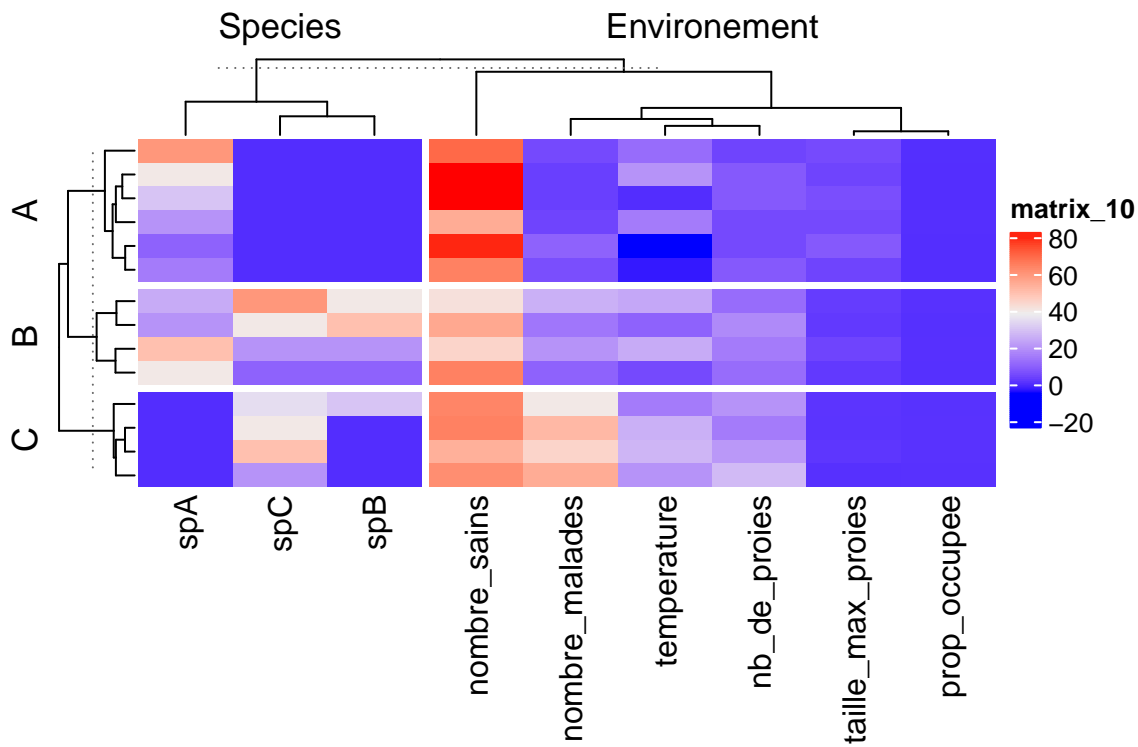 Species Environement
A
B
C
matrix_10
80
60
40
20
0
−20
spA
spC
spB
nombre_sains
nombre_malades
temperature
nb_de_proies
taille_max_proies
prop_occupee